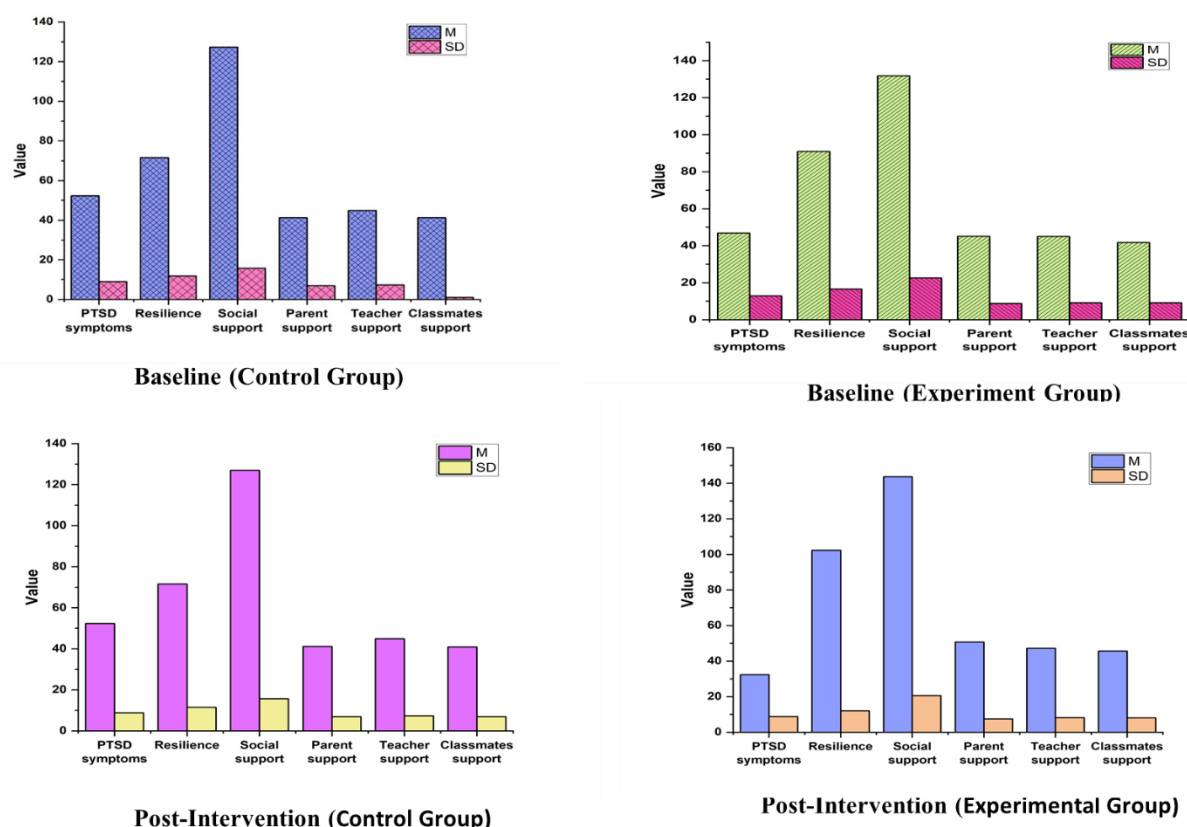 140
120
100
80
60
40
20
0
Value
M
SD
PTSD symptoms
Resilience
Social support
Parent support
Teacher support
Classmates support
Baseline (Control Group)
140
120
100
80
60
40
20
0
Value
M
SD
PTSD symptoms
Resilience
Social support
Parent support
Teacher support
Classmates support
Baseline (Experiment Group)
140
120
100
80
60
40
20
0
Value
M
SD
PTSD symptoms
Resilience
Social support
Parent support
Teacher support
Classmates support
Post-Intervention (Control Group)
160
140
120
100
80
60
40
20
0
Value
M
SD
PTSD symptoms
Resilience
Social support
Parent support
Teacher support
Classmates support
Post-Intervention (Experimental Group)